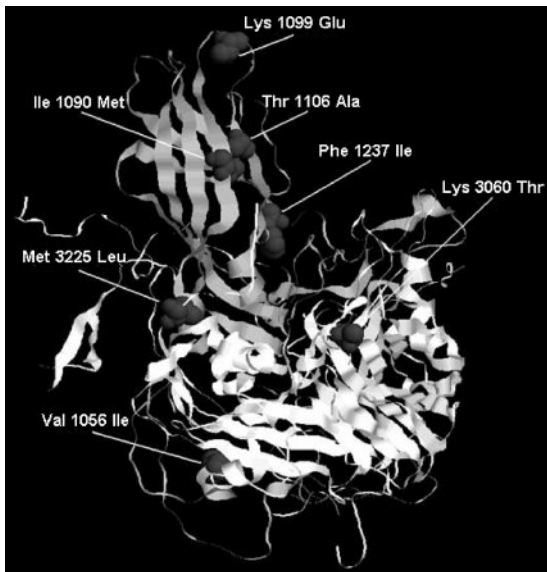 Lys 1099 Glu
Ile 1090 Met
Thr 1106 Ala
Phe 1237 Ile
Lys 3060 Thr
Met 3225 Leu
Val 1056 Ile